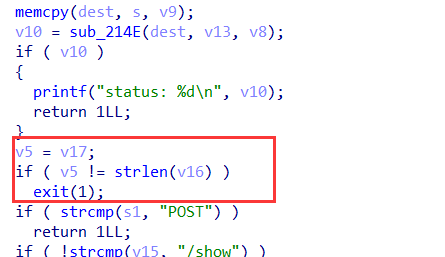 memcpy(dest, s, v9);
v10 = sub_214E(dest, v13, v8);
if ( v10 )
{
printf("status: %d\n", v10);
return 1LL;
}
v5 = v17;
if ( v5 != strlen(v16) )
exit(1);
if ( strcmp(s1, "POST") )
return 1LL;
if ( !strcmp(v15, "/show") )